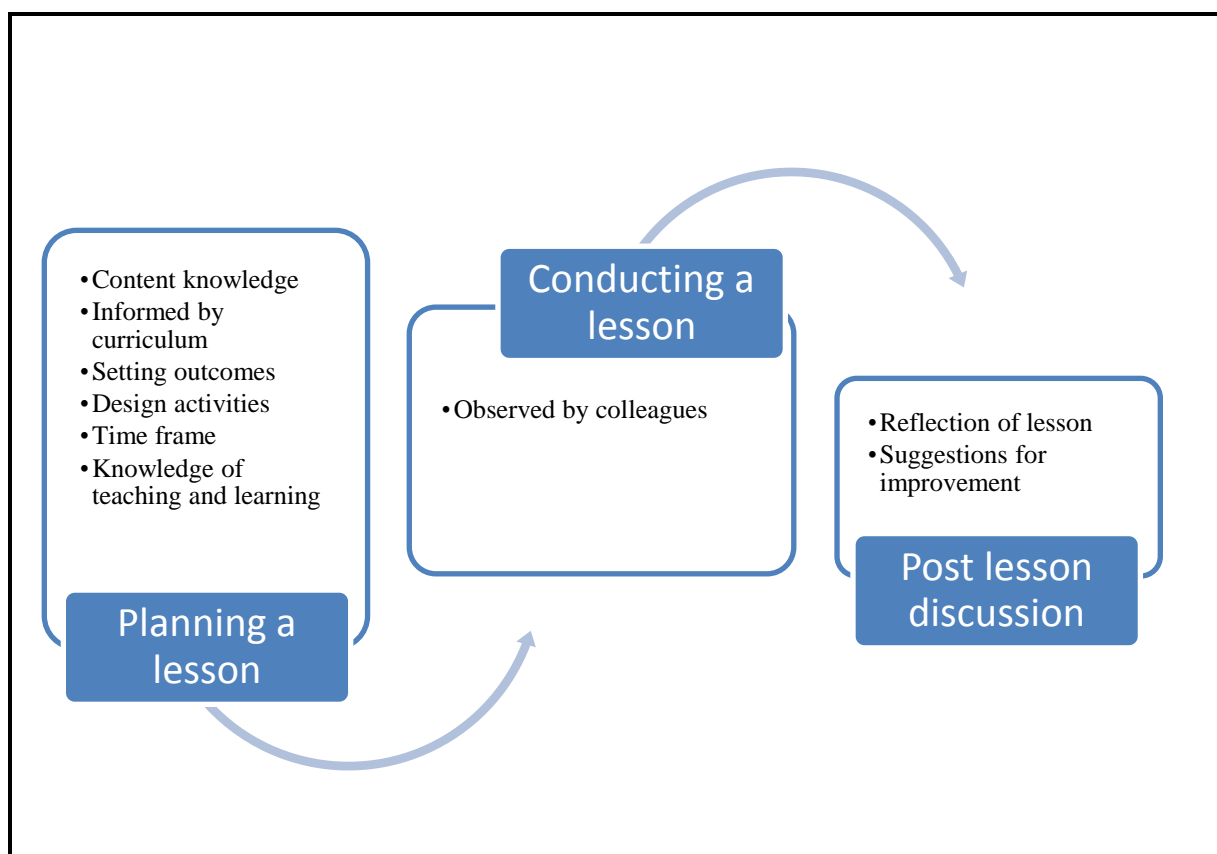 •Content knowledge
•Informed by
curriculum
•Setting outcomes
•Design activities
•Time frame
•Knowledge of
teaching and learning
Planning a
lesson
Conducting a
lesson
•Observed by colleagues
•Reflection of lesson
•Suggestions for
improvement
Post lesson
discussion